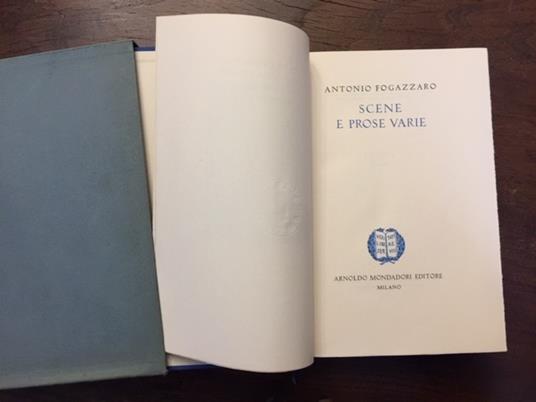 ANTONIO FOGAZZARO
SCENE
E PROSE VARIE
ARNOLDO MONDADORI EDITORE
MILANO